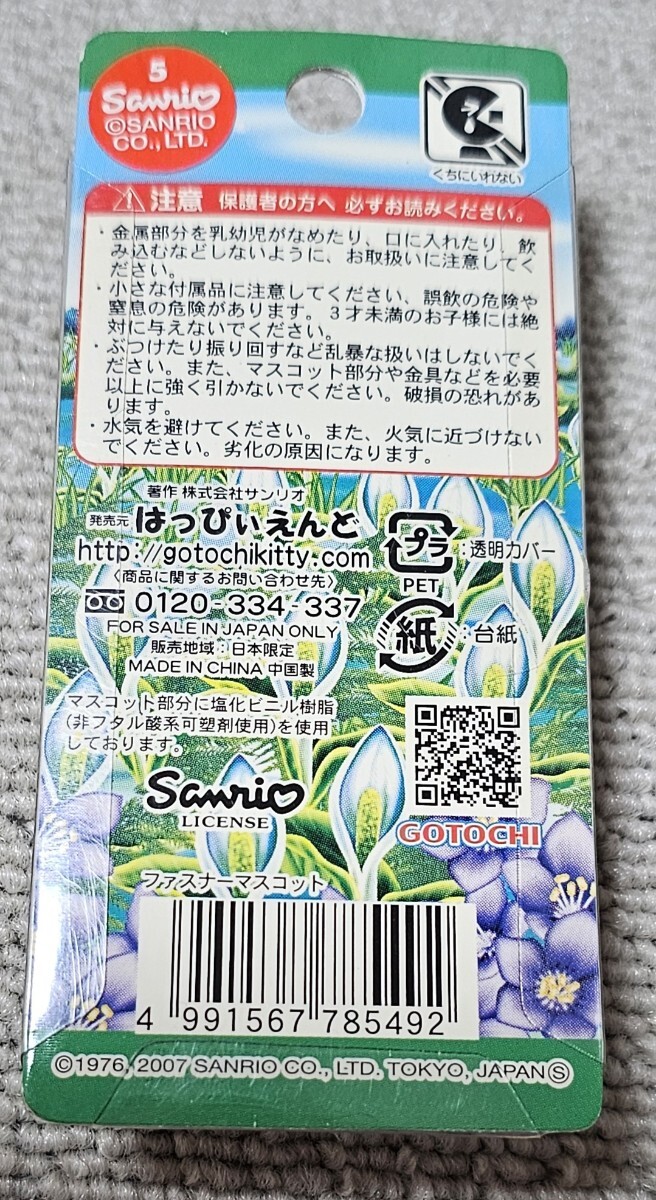 5
Sanrio
©SANRIO
CO., LTD.
くちにいれない
注意 保護者の方へ 必ずお読みください。
・金属部分を乳幼児がなめたり、口に入れたり、飲
み込むなどしないように、お取扱いに注意してく
ださい。
・小さな付属品に注意してください、誤飲の危険や
窒息の危険があります。3才未満のお子様には絶
対に与えないでください。
・ぶつけたり振り回すなど乱暴な扱いはしないでく
ださい。また、マスコット部分や金具などを必要
以上に強く引かないでください。破損の恐れがあ
ります。
・水気を避けてください。また、火気に近づけない
でください。劣化の原因になります。
著作 株式会社サンリオ
発売元 はっぴぃえんど
http://gotochikitty.com
〈商品に関するお問い合わせ先〉
0120-334-337
FOR SALE IN JAPAN ONLY
販売地域:日本限定
MADE IN CHINA 中国製
プラ :透明カバー
PET
紙 :台紙
マスコット部分に塩化ビニル樹脂
(非フタル酸系可塑剤使用)を使用
しております。
Sanrio
LICENSE
GOTOCHI
ファスナーマスコット
4 991567 785492
©1976, 2007 SANRIO CO., LTD. TOKYO, JAPAN Ⓢ